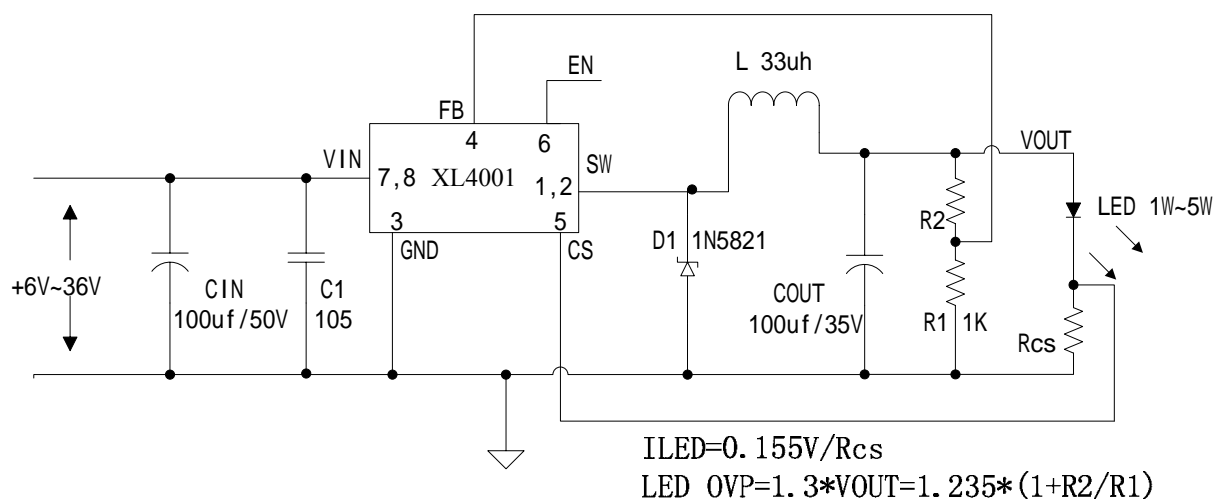 L 33uh
EN
FB
4
6
VOUT
VIN
SW
7,8
XL4001
1,2
3
5
R2
LED 1W~5W
GND
CS
D1
1N5821
+6V~36V
CIN
100uf/50V
C1
105
COUT
100uf/35V
R1
1K
Rcs
ILED=0.155V/Rcs
LED OVP=1.3*VOUT=1.235*(1+R2/R1)